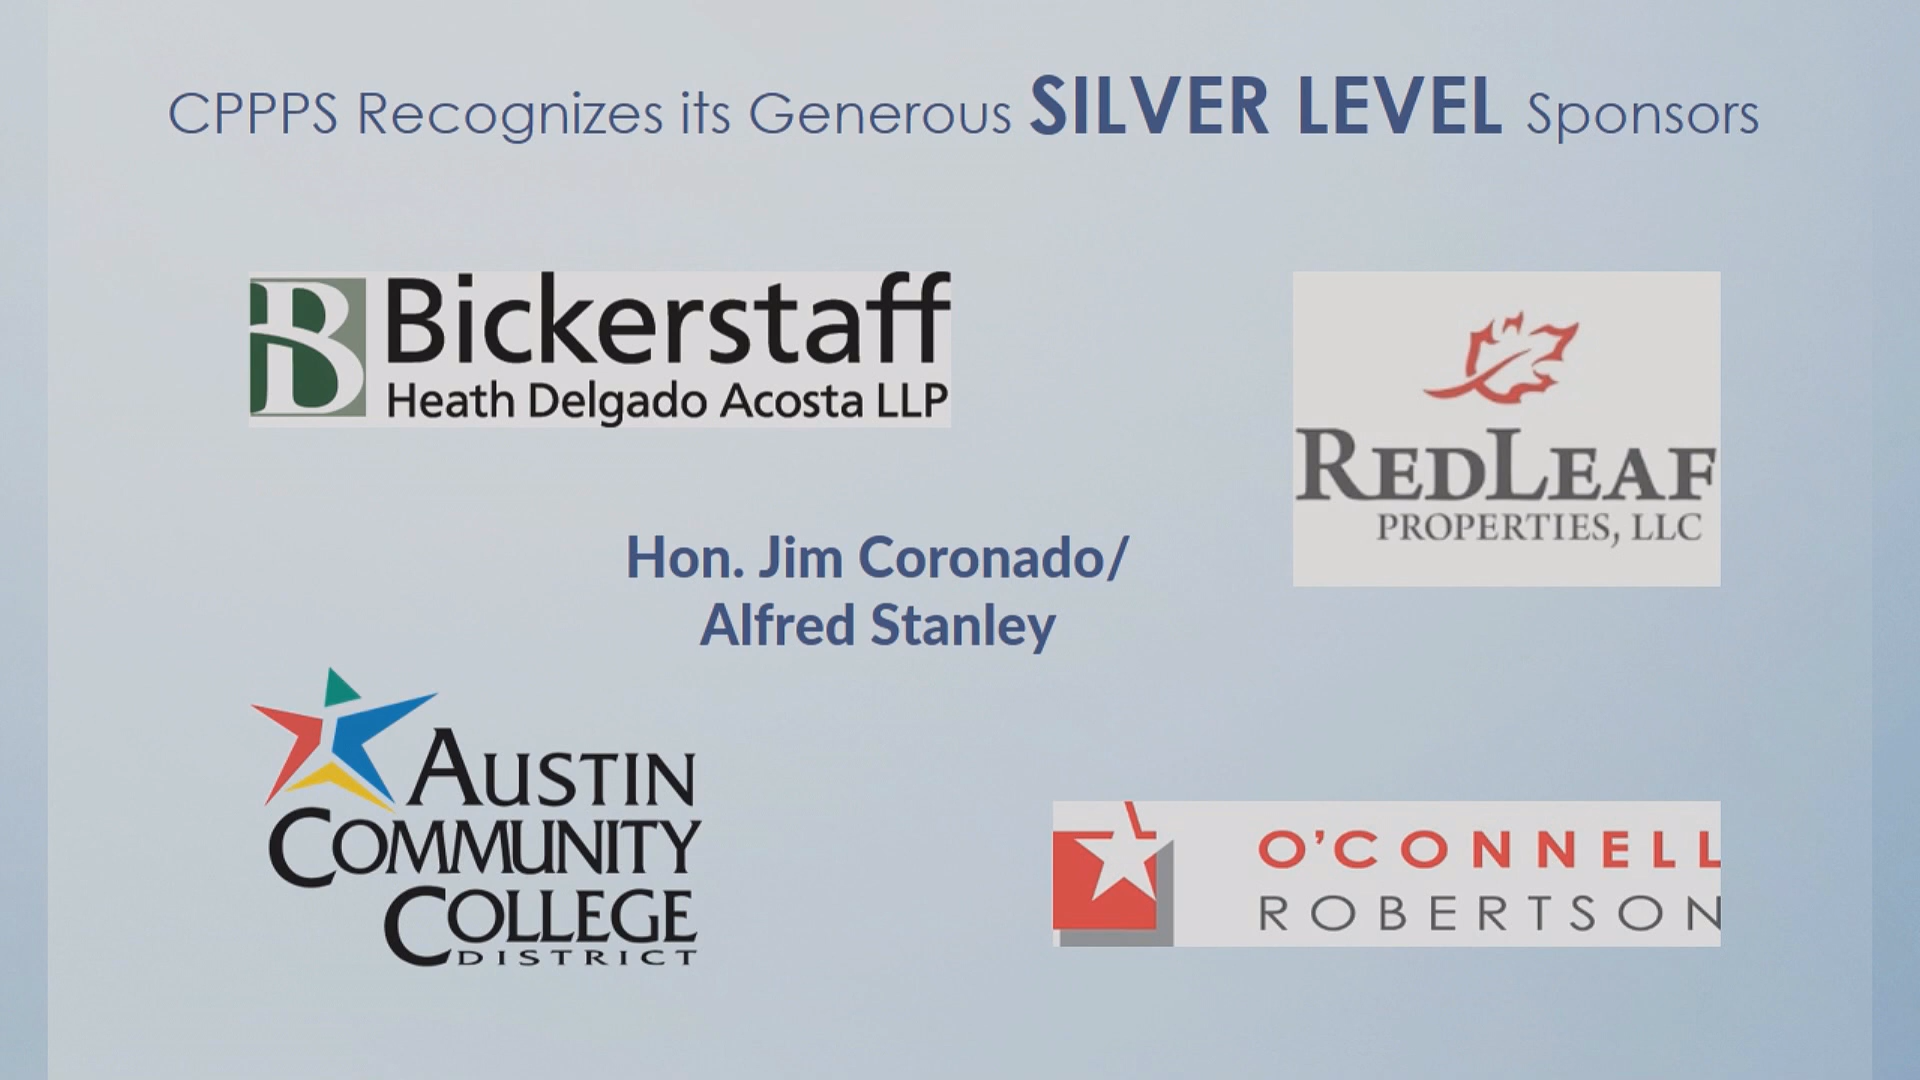 CPPPS Recognizes its Generous SILVER LEVEL Sponsors
B Bickerstaff
Heath Delgado Acosta LLP
REDLEAF
PROPERTIES, LLC
Hon. Jim Coronado/
Alfred Stanley
AUSTIN
COMMUNITY
COLLEGE
DISTRICT
O'CONNELL
ROBERTSON